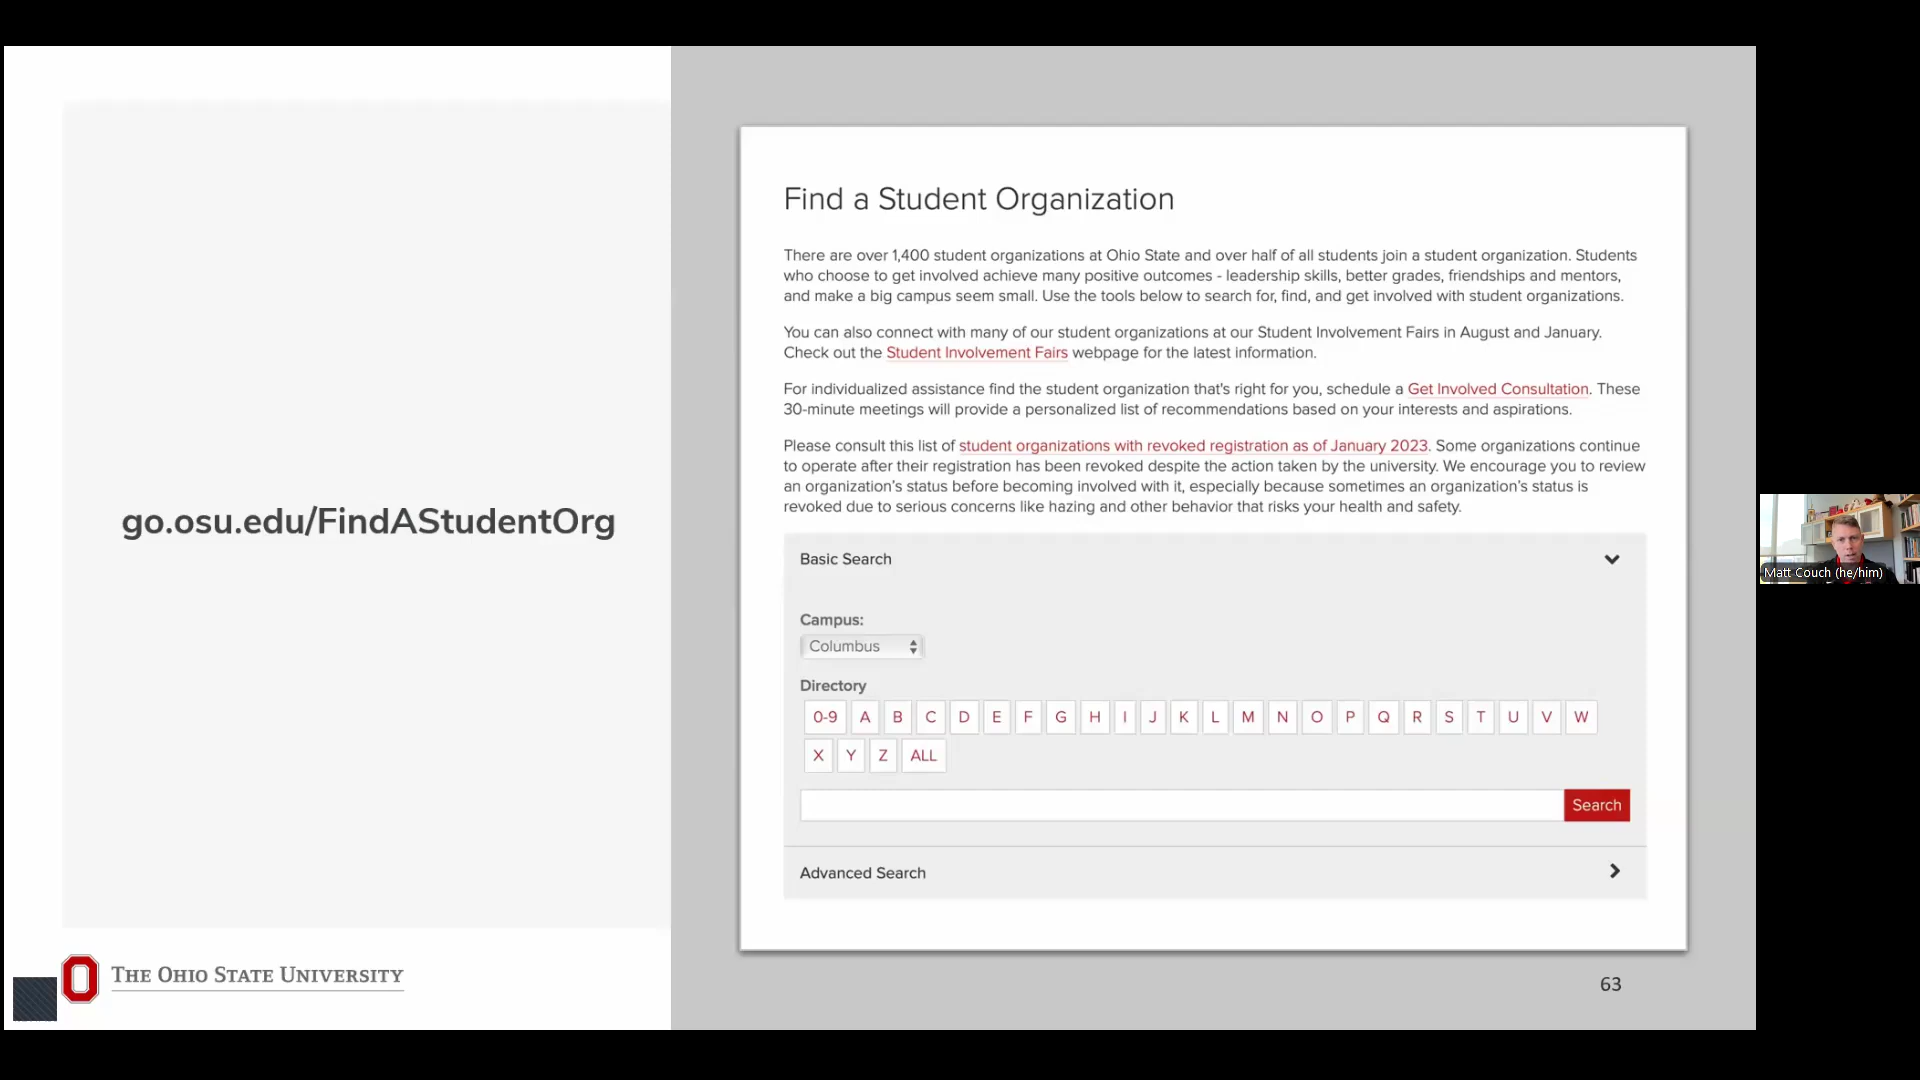 go.osu.edu/FindAStudentOrg
THE OHIO STATE UNIVERSITY
Find a Student Organization
There are over 1,400 student organizations at Ohio State and over half of all students join a student organization. Students
who choose to get involved achieve many positive outcomes - leadership skills, better grades, friendships and mentors,
and make a big campus seem small. Use the tools below to search for, find, and get involved with student organizations.
You can also connect with many of our student organizations at our Student Involvement Fairs in August and January.
Check out the Student Involvement Fairs webpage for the latest information.
For individualized assistance find the student organization that's right for you, schedule a Get Involved Consultation. These
30-minute meetings will provide a personalized list of recommendations based on your interests and aspirations.
Please consult this list of student organizations with revoked registration as of January 2023. Some organizations continue
to operate after their registration has been revoked despite the action taken by the university. We encourage you to review
an organization’s status before becoming involved with it, especially because sometimes an organization’s status is
revoked due to serious concerns like hazing and other behavior that risks your health and safety.
Basic Search
Campus:
Columbus
Directory
0-9 A B C D E F G H I J K L M N O P Q R S T U V W
X Y Z ALL
Search
Advanced Search
63
Matt Couch (he/him)